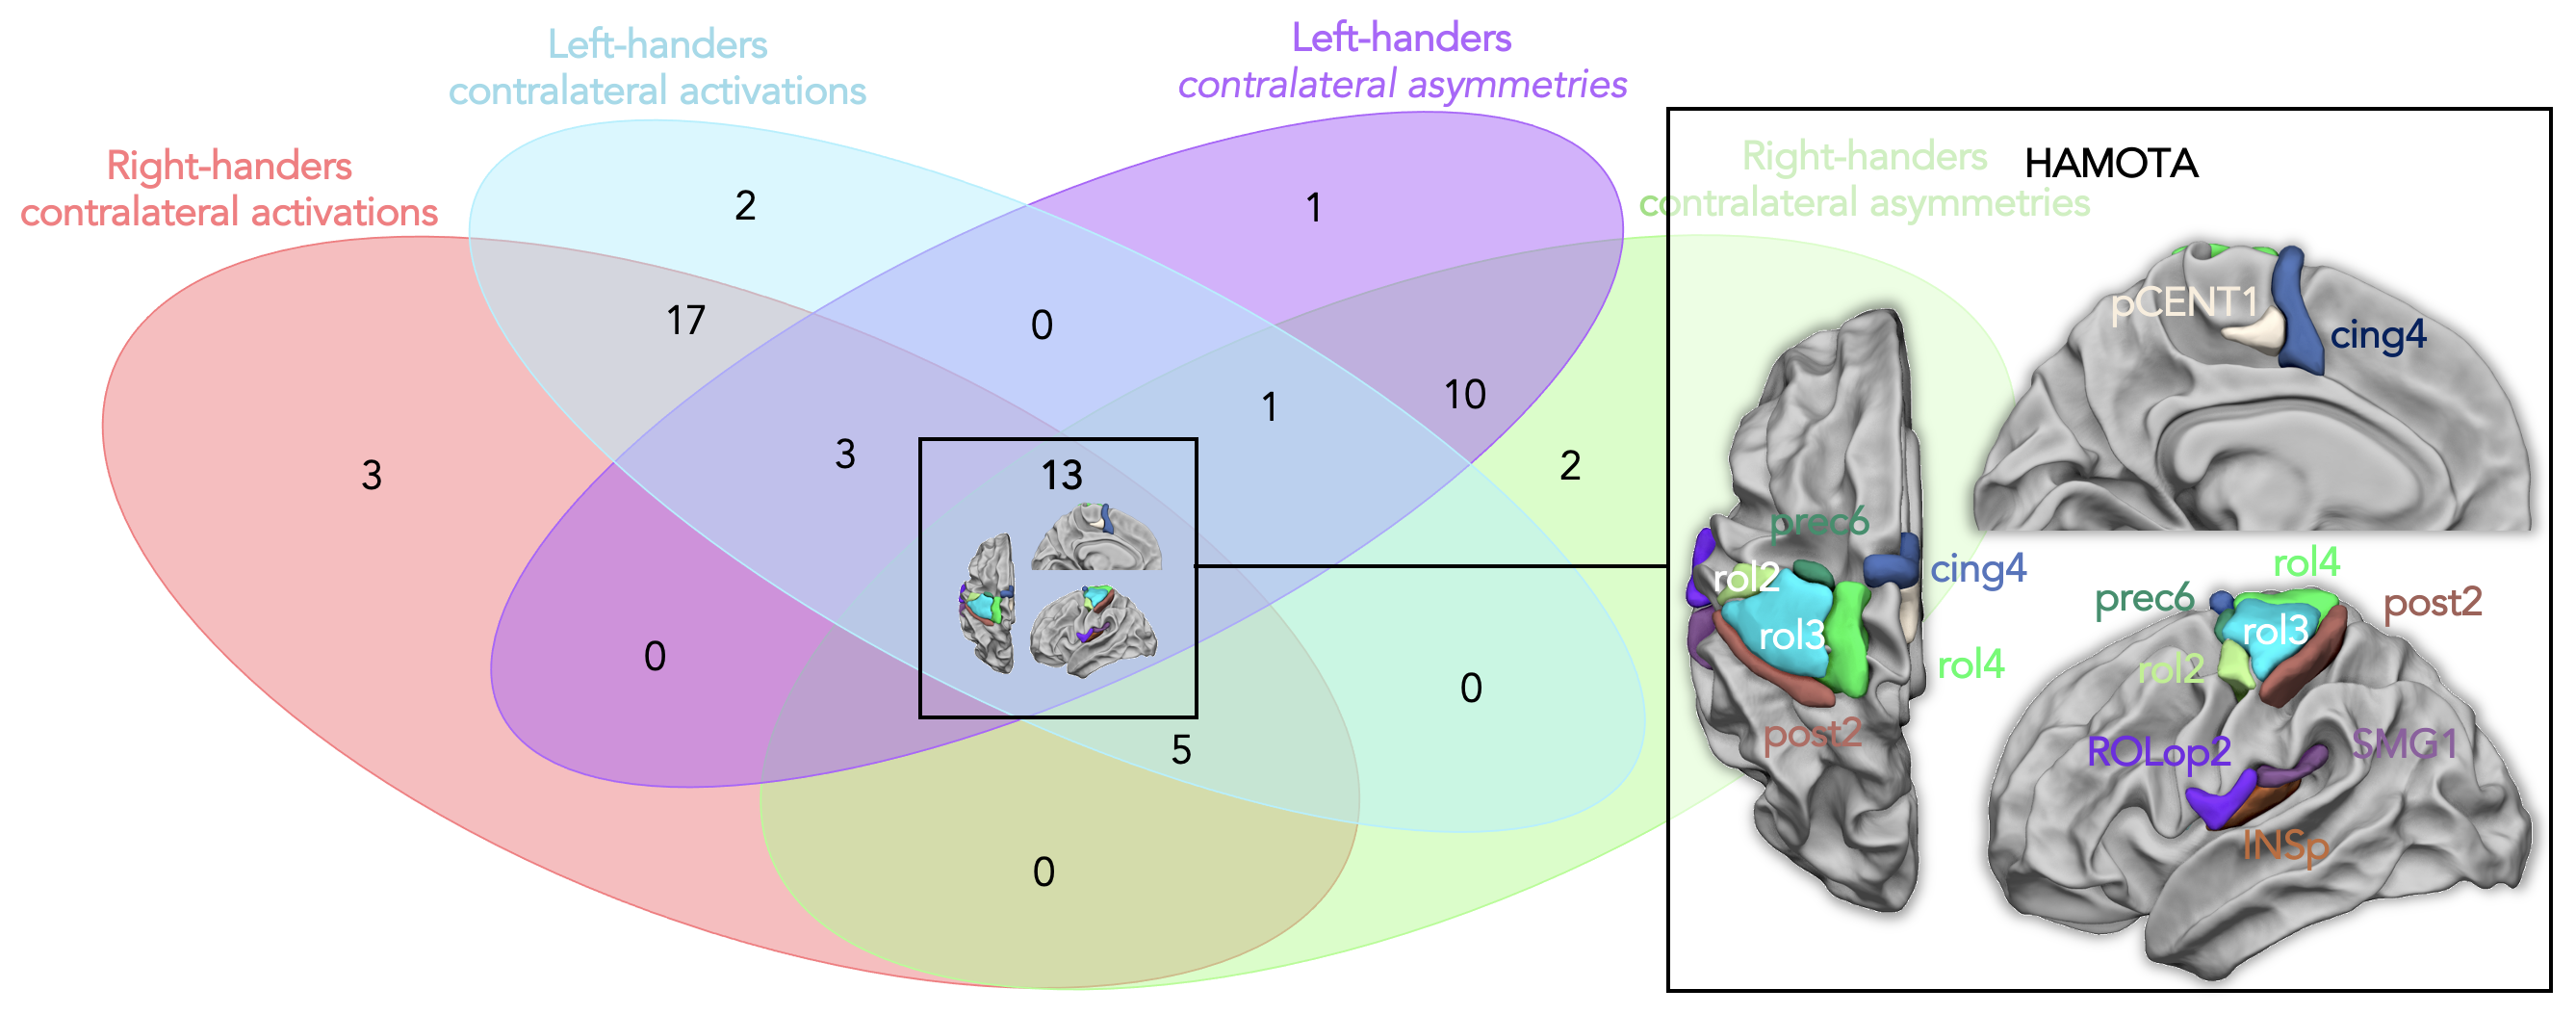 Left-handers
contralateral activations
Left-handers
contralateral asymmetries
Right-handers
contralateral activations
Right-handers
contralateral asymmetries
HAMOTA
2
1
17
0
10
1
3
3
13
2
0
0
5
0
pCENT1
cing4
prec6
rol2
cing4
rol3
rol4
post2
rol4
prec6
post2
rol3
rol2
ROLop2
SMG1
INSp